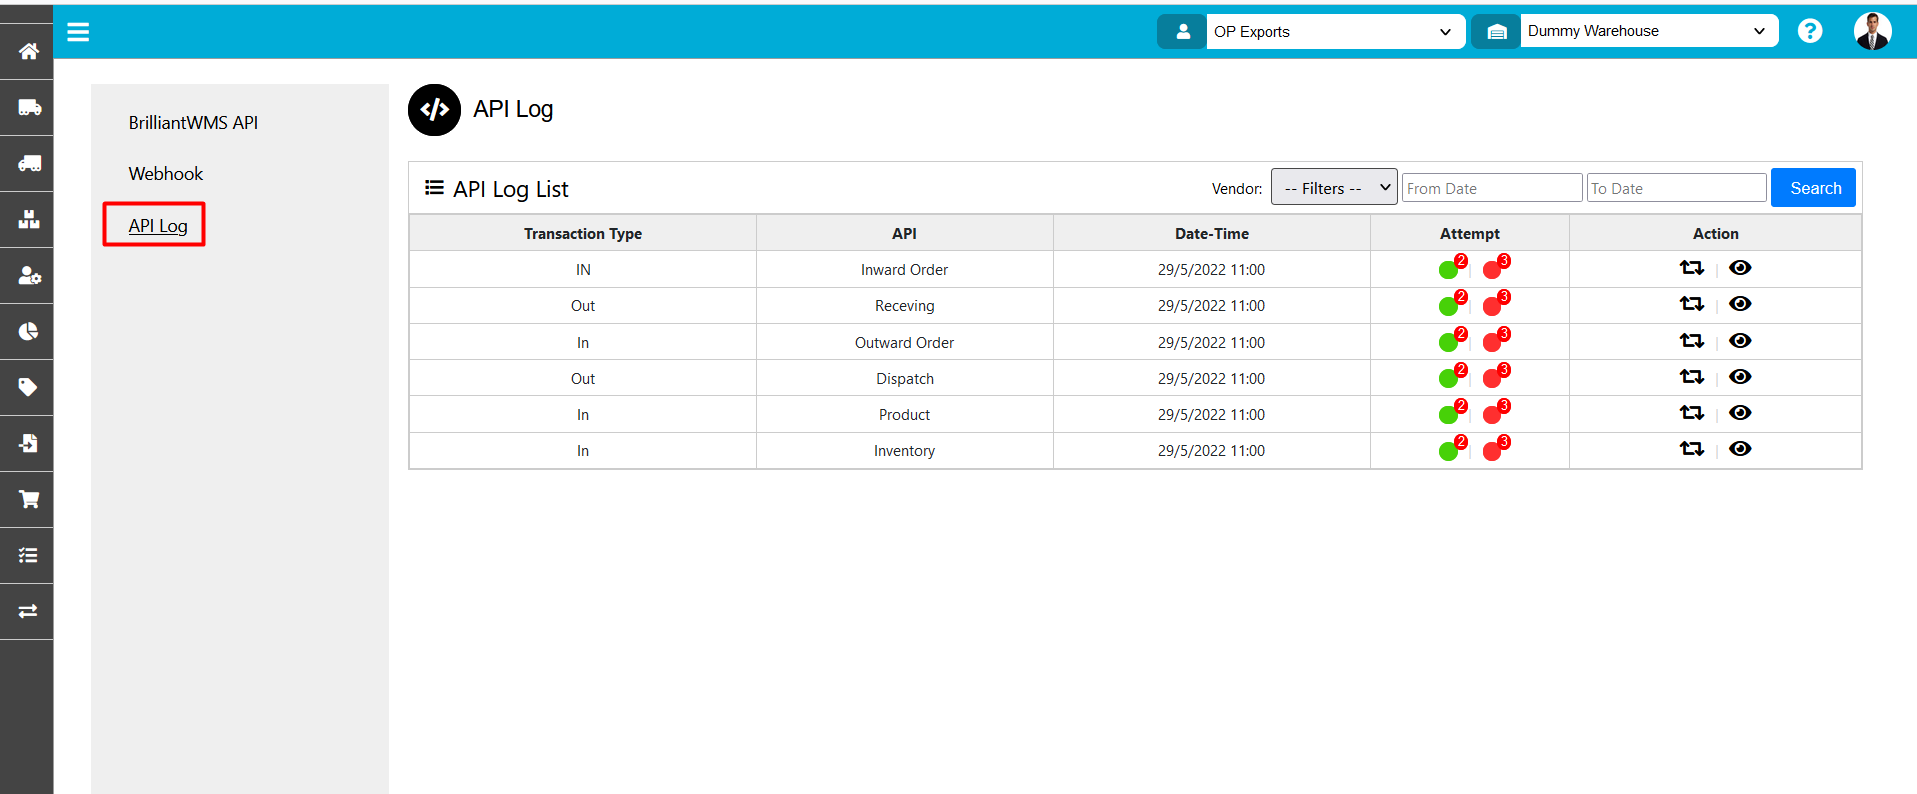 OP Exports Dummy Warehouse ?
BrilliantWMS API
Webhook
API Log
</> API Log
API Log List Vendor: -- Filters -- From Date To Date Search
Transaction Type API Date-Time Attempt Action
IN Inward Order 29/5/2022 11:00 2 3
Out Receving 29/5/2022 11:00 2 3
In Outward Order 29/5/2022 11:00 2 3
Out Dispatch 29/5/2022 11:00 2 3
In Product 29/5/2022 11:00 2 3
In Inventory 29/5/2022 11:00 2 3